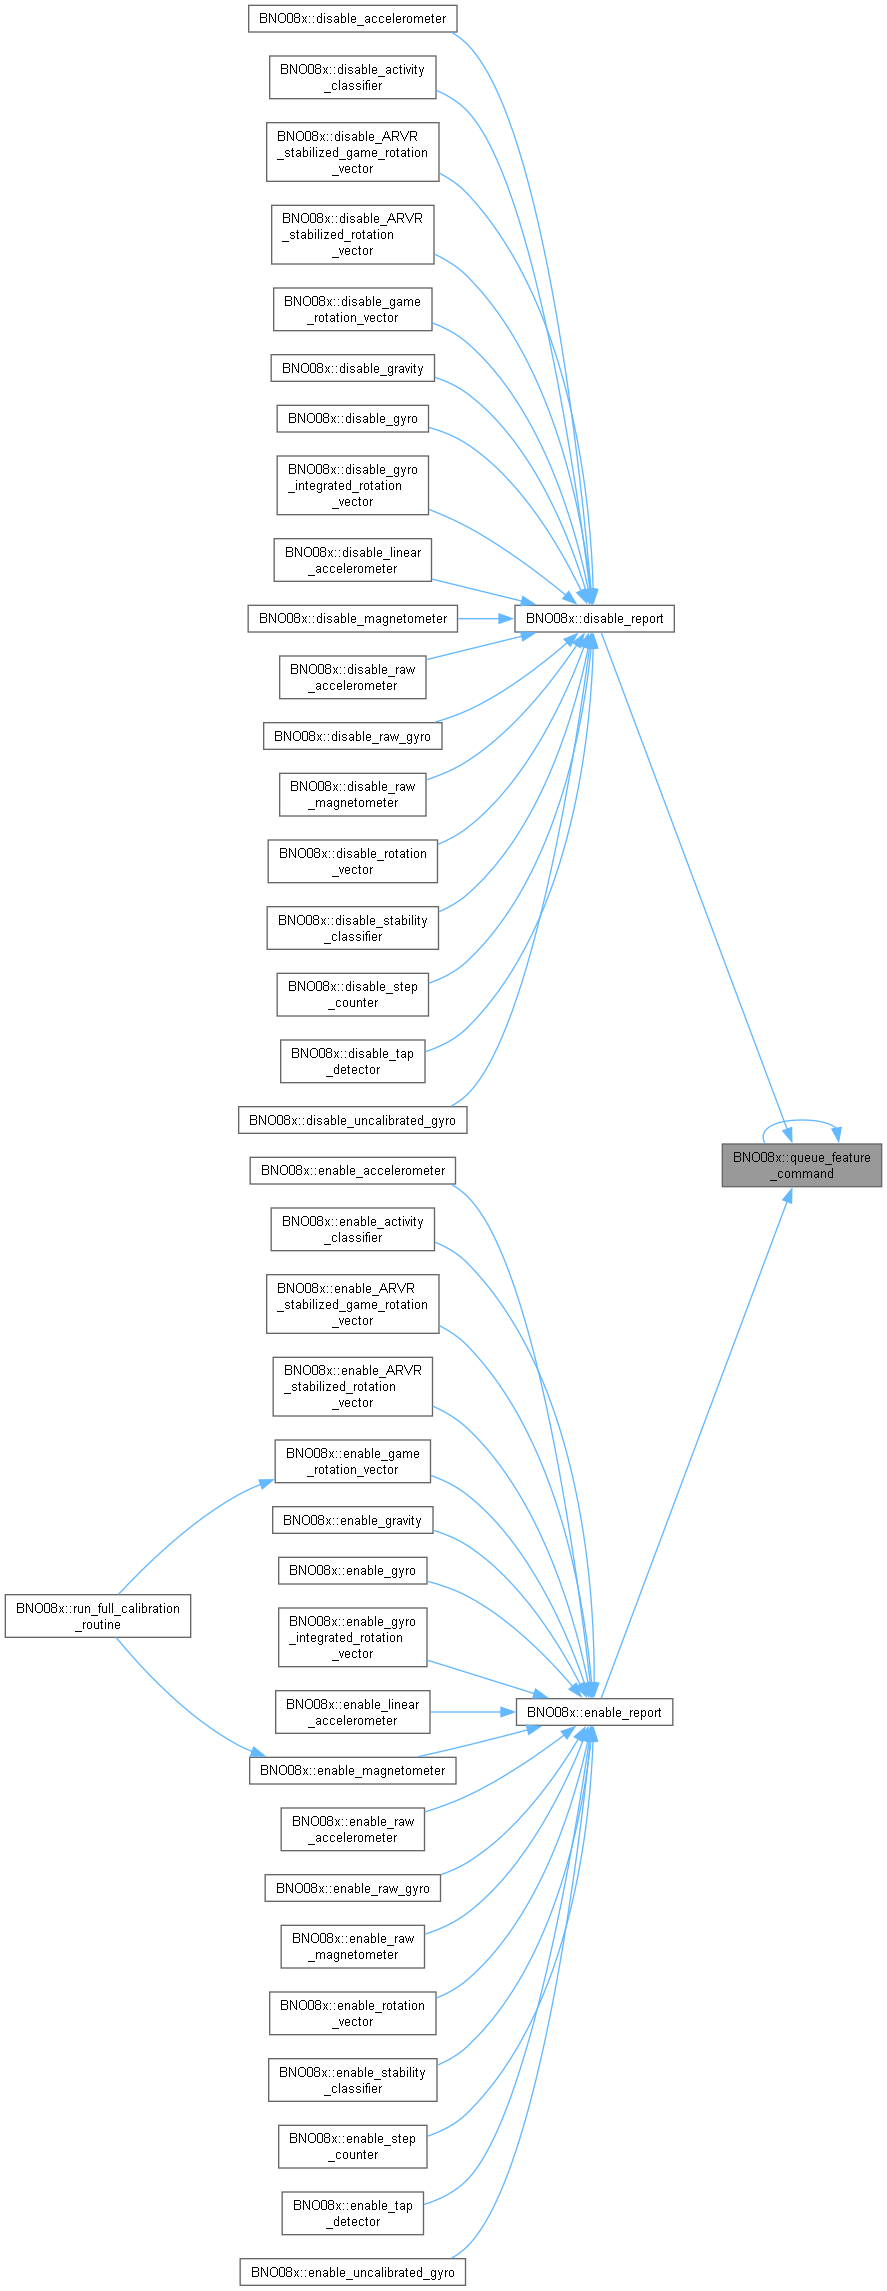 BNO08x::disable_accelerometer
BNO08x::disable_activity
_classifier
BNO08x::disable_ARVR
_stabilized_game_rotation
_vector
BNO08x::disable_ARVR
_stabilized_rotation
_vector
BNO08x::disable_game
_rotation_vector
BNO08x::disable_gravity
BNO08x::disable_gyro
BNO08x::disable_gyro
_integrated_rotation
_vector
BNO08x::disable_linear
_accelerometer
BNO08x::disable_magnetometer
BNO08x::disable_report
BNO08x::disable_raw
_accelerometer
BNO08x::disable_raw_gyro
BNO08x::disable_raw
_magnetometer
BNO08x::disable_rotation
_vector
BNO08x::disable_stability
_classifier
BNO08x::disable_step
_counter
BNO08x::disable_tap
_detector
BNO08x::disable_uncalibrated_gyro
BNO08x::queue_feature
_command
BNO08x::enable_accelerometer
BNO08x::enable_activity
_classifier
BNO08x::enable_ARVR
_stabilized_game_rotation
_vector
BNO08x::enable_ARVR
_stabilized_rotation
_vector
BNO08x::enable_game
_rotation_vector
BNO08x::enable_gravity
BNO08x::enable_gyro
BNO08x::run_full_calibration
_routine
BNO08x::enable_gyro
_integrated_rotation
_vector
BNO08x::enable_linear
_accelerometer
BNO08x::enable_report
BNO08x::enable_magnetometer
BNO08x::enable_raw
_accelerometer
BNO08x::enable_raw_gyro
BNO08x::enable_raw
_magnetometer
BNO08x::enable_rotation
_vector
BNO08x::enable_stability
_classifier
BNO08x::enable_step
_counter
BNO08x::enable_tap
_detector
BNO08x::enable_uncalibrated_gyro